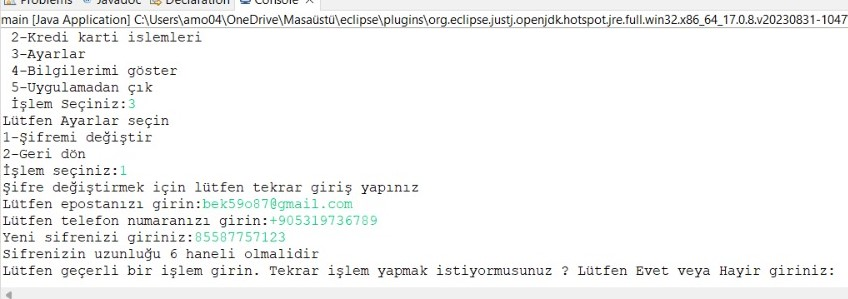 Problems Javadoc Declaration Console
main [Java Application] C:\Users\amo04\OneDrive\Masaüstü\eclipse\plugins\org.eclipse.justj.openjdk.hotspot.jre.full.win32.x86_64_17.0.8.v20230831-1047
2-Kredi karti islemleri
3-Ayarlar
4-Bilgilerimi göster
5-Uygulamadan çık
İşlem Seçiniz:3
Lütfen Ayarlar seçin
1-Şifremi değiştir
2-Geri dön
İşlem seçiniz:1
Şifre değiştirmek için lütfen tekrar giriş yapınız
Lütfen epostanızı girin:bek59o87@gmail.com
Lütfen telefon numaranızı girin:+905319736789
Yeni sifrenizi giriniz:85587757123
Sifrenizin uzunluğu 6 haneli olmalidir
Lütfen geçerli bir işlem girin. Tekrar işlem yapmak istiyormusunuz ? Lütfen Evet veya Hayir giriniz: